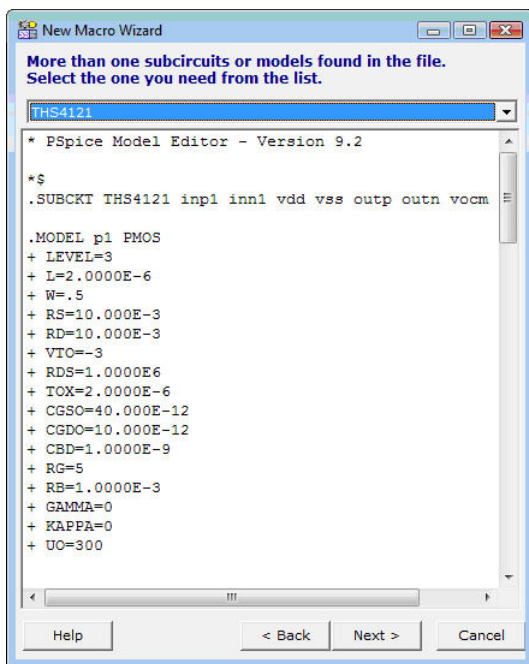 New Macro Wizard
More than one subcircuits or models found in the file.
Select the one you need from the list.
THS4121
* PSpice Model Editor - Version 9.2
*$
.SUBCKT THS4121 inp1 inn1 vdd vss outp outn vocm
.MODEL p1 PMOS
+ LEVEL=3
+ L=2.0000E-6
+ W=.5
+ RS=10.000E-3
+ RD=10.000E-3
+ VTO=-3
+ RDS=1.0000E6
+ TOX=2.0000E-6
+ CGSO=40.000E-12
+ CGDO=10.000E-12
+ CBD=1.0000E-9
+ RG=5
+ RB=1.0000E-3
+ GAMMA=0
+ KAPPA=0
+ UO=300
Help < Back Next > Cancel